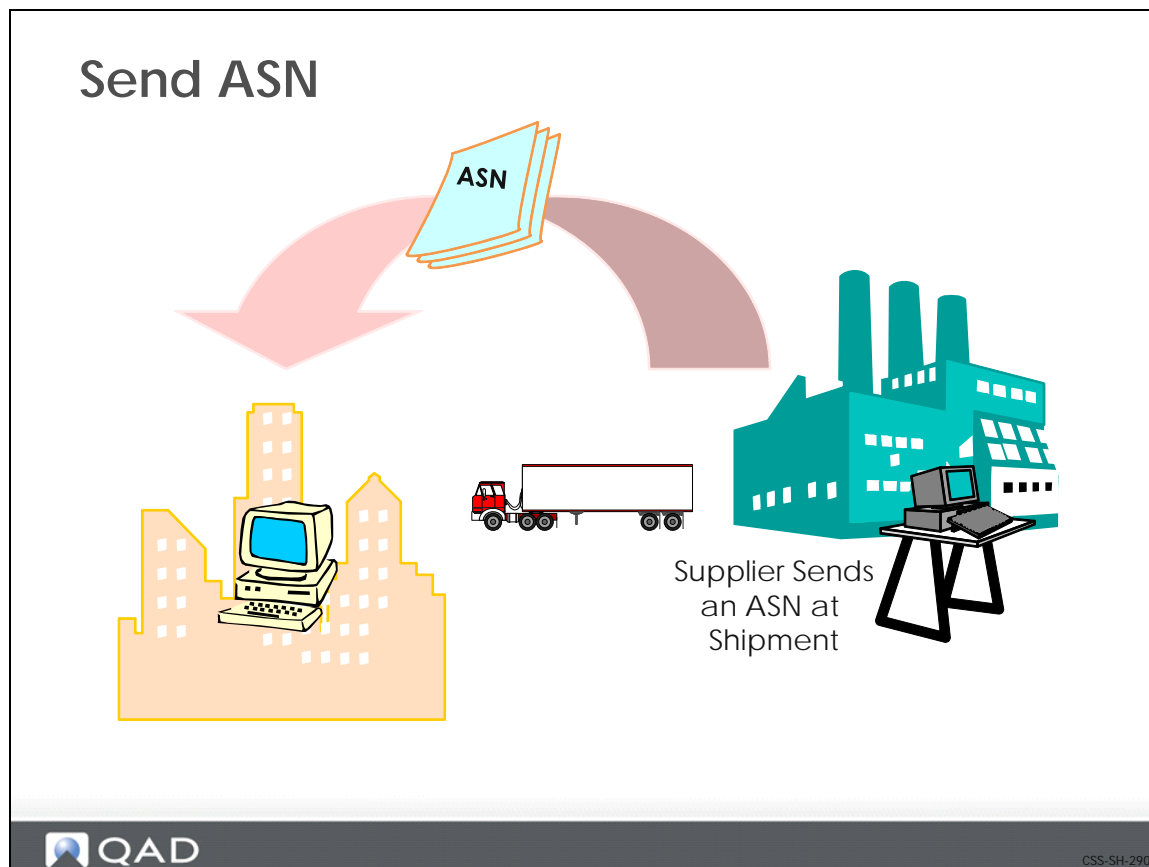 Send ASN
ASN
Supplier Sends
an ASN at
Shipment
QAD
CSS-SH-290